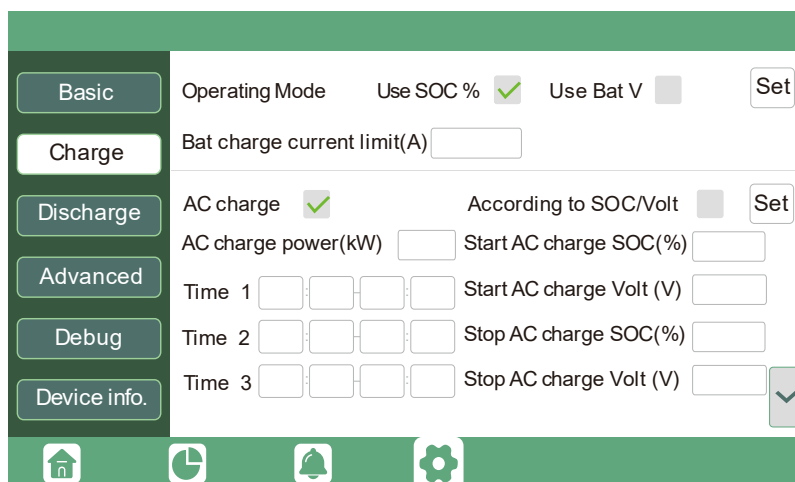 Basic
Charge
Discharge
Advanced
Debug
Device info.
Operating Mode Use SOC % Use Bat V Set
Bat charge current limit(A)
AC charge According to SOC/Volt Set
AC charge power(kW) Start AC charge SOC(%)
Time 1 : - : Start AC charge Volt (V)
Time 2 : - : Stop AC charge SOC(%)
Time 3 : - : Stop AC charge Volt (V)